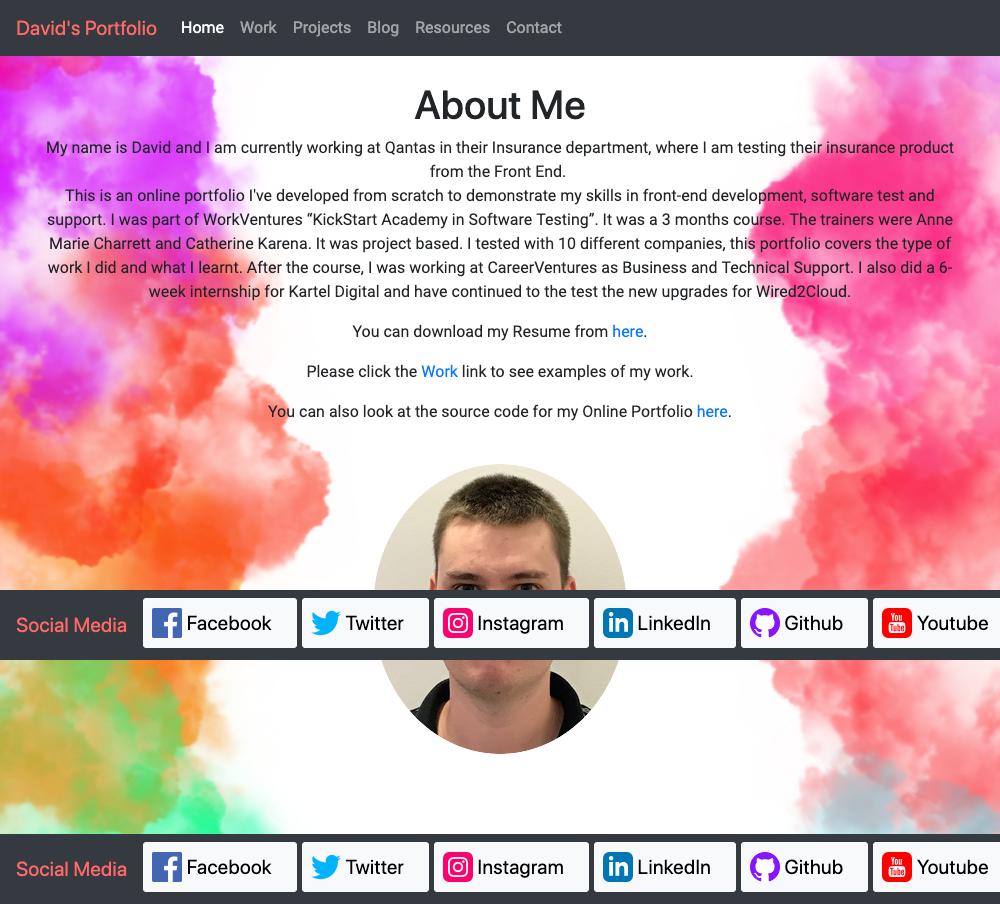 David's Portfolio Home Work Projects Blog Resources Contact
About Me
My name is David and I am currently working at Qantas in their Insurance department, where I am testing their insurance product
from the Front End.
This is an online portfolio I've developed from scratch to demonstrate my skills in front-end development, software test and
support. I was part of WorkVentures “KickStart Academy in Software Testing”. It was a 3 months course. The trainers were Anne
Marie Charrett and Catherine Karena. It was project based. I tested with 10 different companies, this portfolio covers the type of
work I did and what I learnt. After the course, I was working at CareerVentures as Business and Technical Support. I also did a 6-
week internship for Kartel Digital and have continued to the test the new upgrades for Wired2Cloud.
You can download my Resume from here.
Please click the Work link to see examples of my work.
You can also look at the source code for my Online Portfolio here.
Social Media Facebook Twitter Instagram LinkedIn Github You Tube Youtube
Social Media Facebook Twitter Instagram LinkedIn Github You Tube Youtube